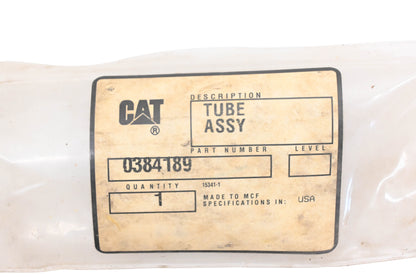 CAT®
DESCRIPTION
TUBE
ASSY
PART NUMBER
LEVEL
0384189
QUANTITY
15341-1
1
MADE TO MCF
SPECIFICATIONS IN: USA